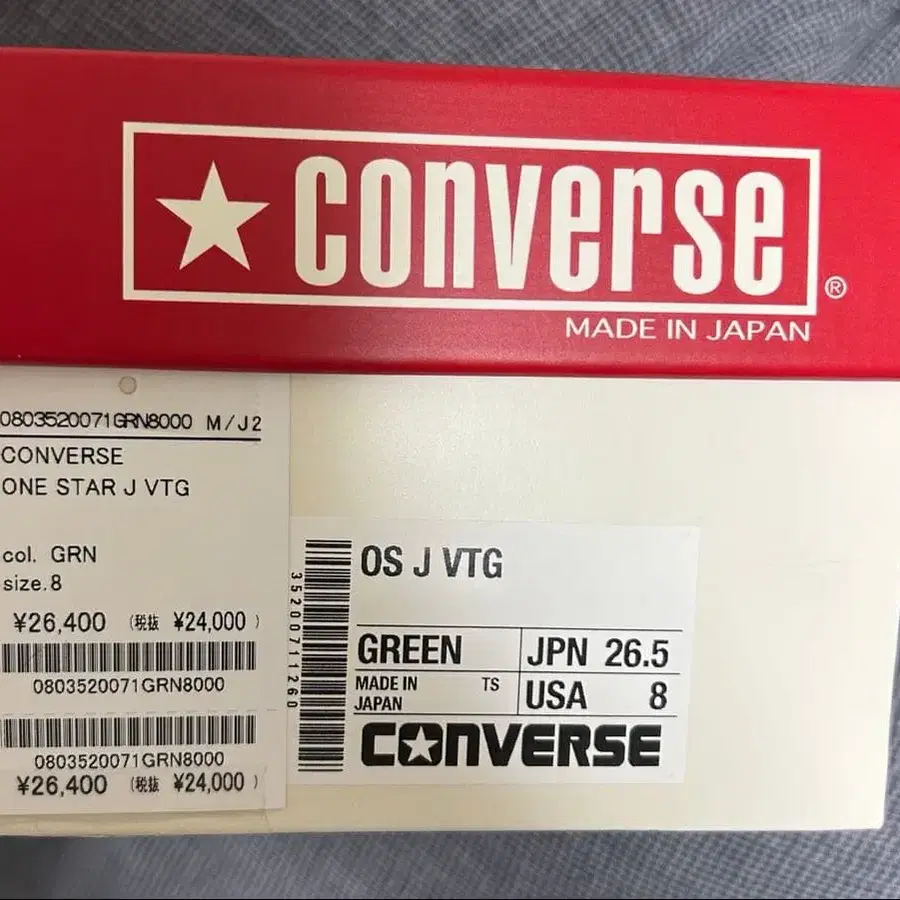 ★ converse ®
MADE IN JAPAN
0803520071GRN8000 M/J2
CONVERSE
ONE STAR J VTG
col. GRN
size.8
¥26,400 (税抜 ¥24,000 )
0803520071GRN8000
0803520071GRN8000
¥26,400 (税抜 ¥24,000 )
35200711260
OS J VTG
GREEN JPN 26.5
MADE IN JAPAN TS USA 8
CONVERSE